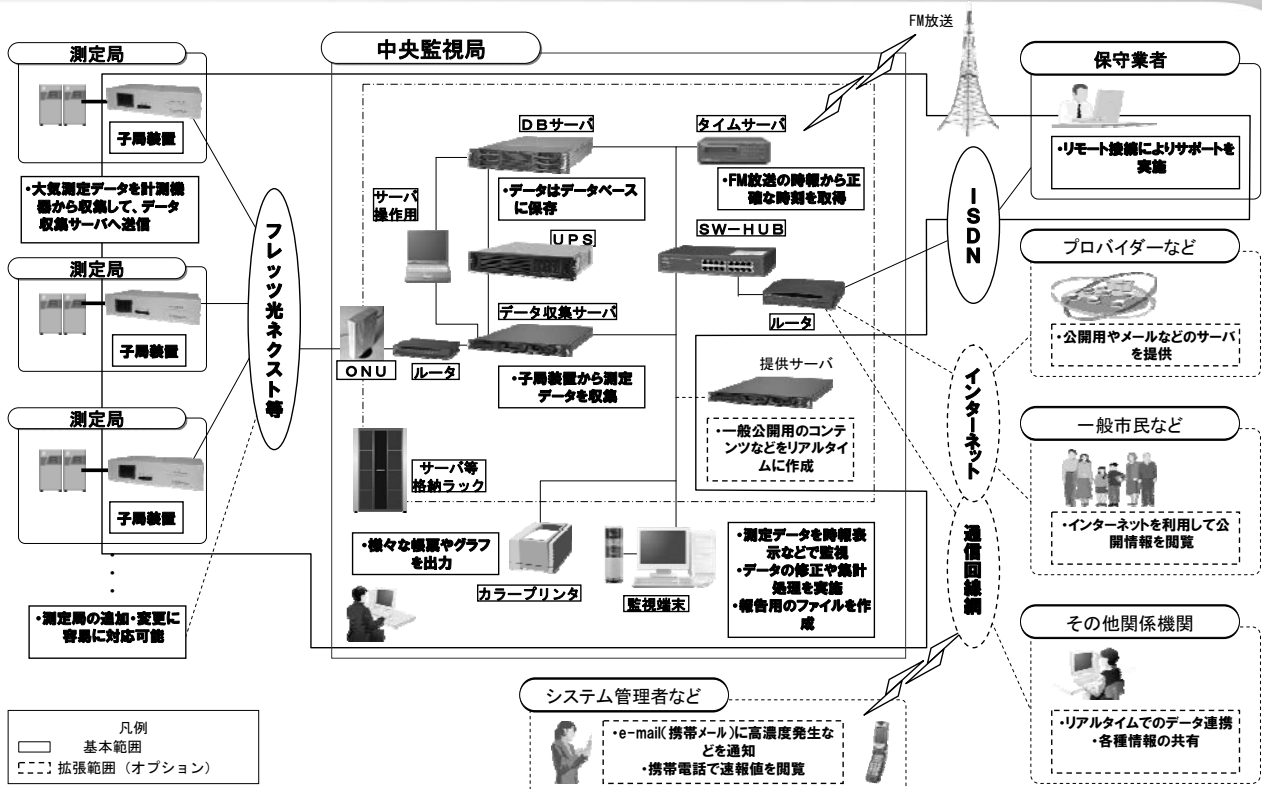 FM放送
測定局
子局装置
・大気測定データを計測機
器から収集して、データ
収集サーバへ送信
測定局
子局装置
測定局
子局装置
・
・
・
・測定局の追加・変更に
容易に対応可能
フレッツ光ネクスト等
中央監視局
DBサーバ
・データはデータベース
に保存
タイムサーバ
・FM放送の時報から正
確な時刻を取得
サーバ
操作用
UPS
SW-HUB
データ収集サーバ
ルータ
ONU
ルータ
・子局装置から測定
データを収集
提供サーバ
・一般公開用のコンテ
ンツなどをリアルタイ
ムに作成
サーバ等
格納ラック
・様々な帳票やグラフ
を出力
カラープリンタ
監視端末
・測定データを時報表
示などで監視
・データの修正や集計
処理を実施
・報告用のファイルを作
成
ISDN
インターネット
通信回線網
保守業者
・リモート接続によりサポートを
実施
プロバイダーなど
・公開用やメールなどのサーバ
を提供
一般市民など
・インターネットを利用して公
開情報を閲覧
その他関係機関
・リアルタイムでのデータ連携
・各種情報の共有
システム管理者など
・e-mail(携帯メール)に高濃度発生な
どを通知
・携帯電話で速報値を閲覧
凡例
基本範囲
拡張範囲（オプション）